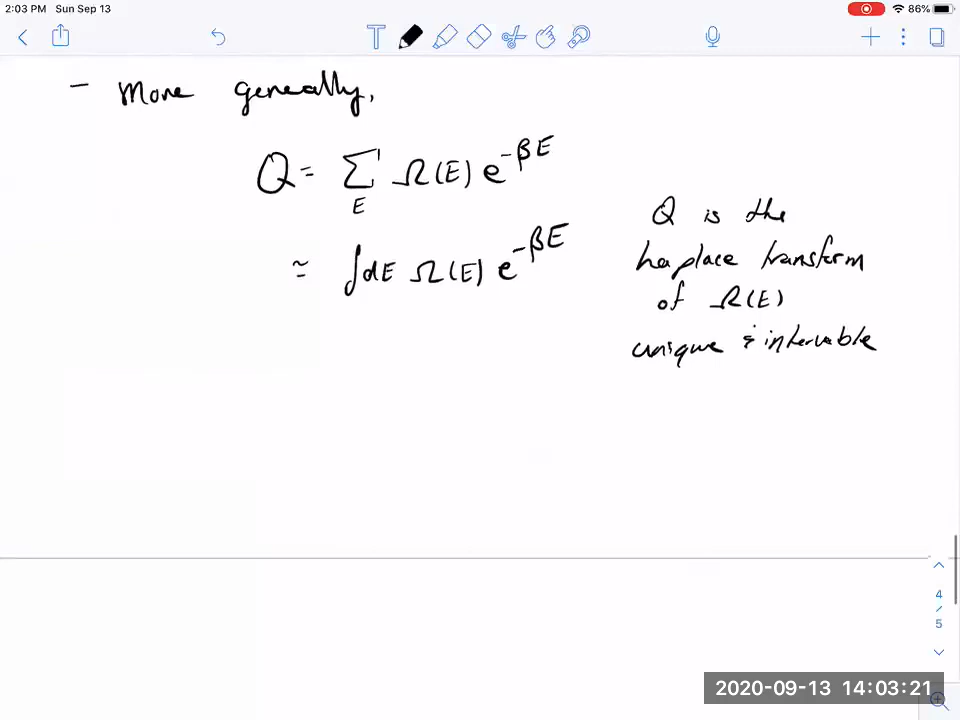 2:03 PM Sun Sep 13
86%
T
- More generally,
Q = Σ Ω(E) e^{-βE}
E
≈ ∫dE Ω(E) e^{-βE}
Q is the
Laplace transform
of Ω(E)
unique & intervable
4
/
5
2020-09-13 14:03:21